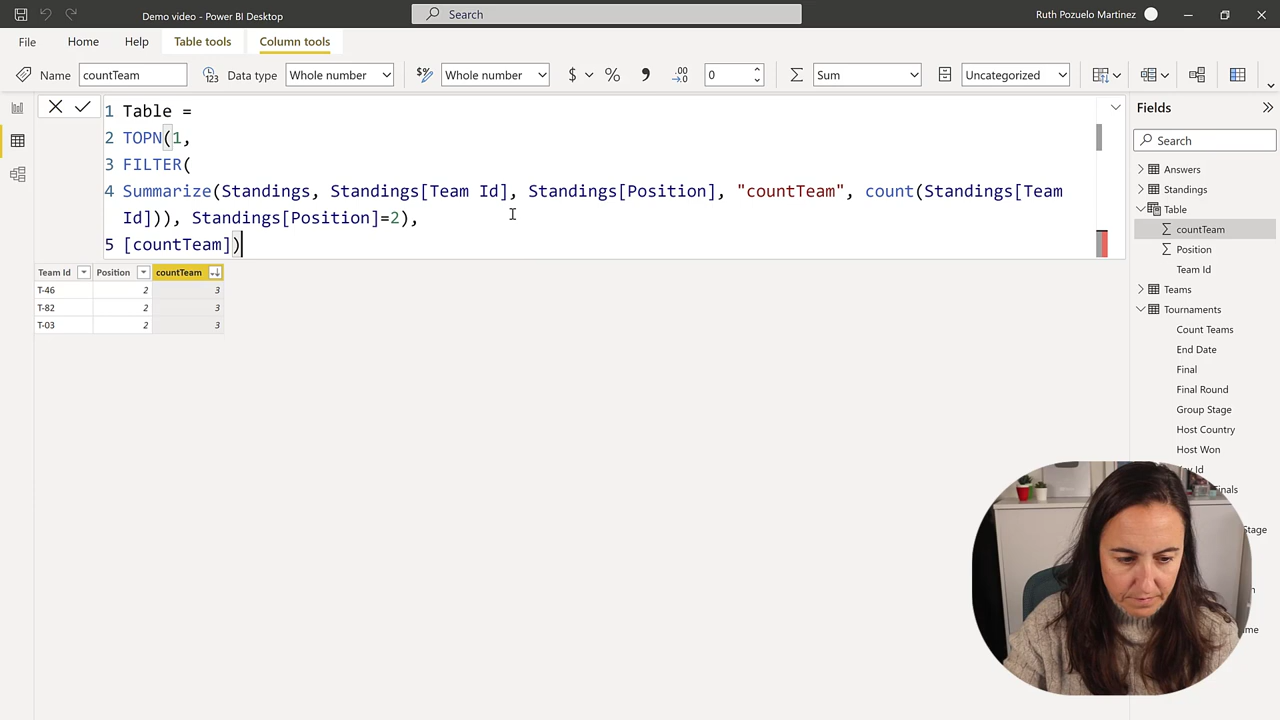 Demo video - Power BI Desktop
Search
Ruth Pozuelo Martinez
File
Home
Help
Table tools
Column tools
Name
countTeam
Data type
Whole number
Whole number
$
%
0
Sum
Uncategorized
1 Table =
2 TOPN(1,
3 FILTER(
4 Summarize(Standings, Standings[Team Id], Standings[Position], "countTeam", count(Standings[Team
Id])), Standings[Position]=2),
5 [countTeam])
Team Id Position countTeam
T-46 2 3
T-82 2 3
T-03 2 3
Fields
Search
Answers
Standings
Table
countTeam
Position
Team Id
Teams
Tournaments
Count Teams
End Date
Final
Final Round
Group Stage
Host Country
Host Won